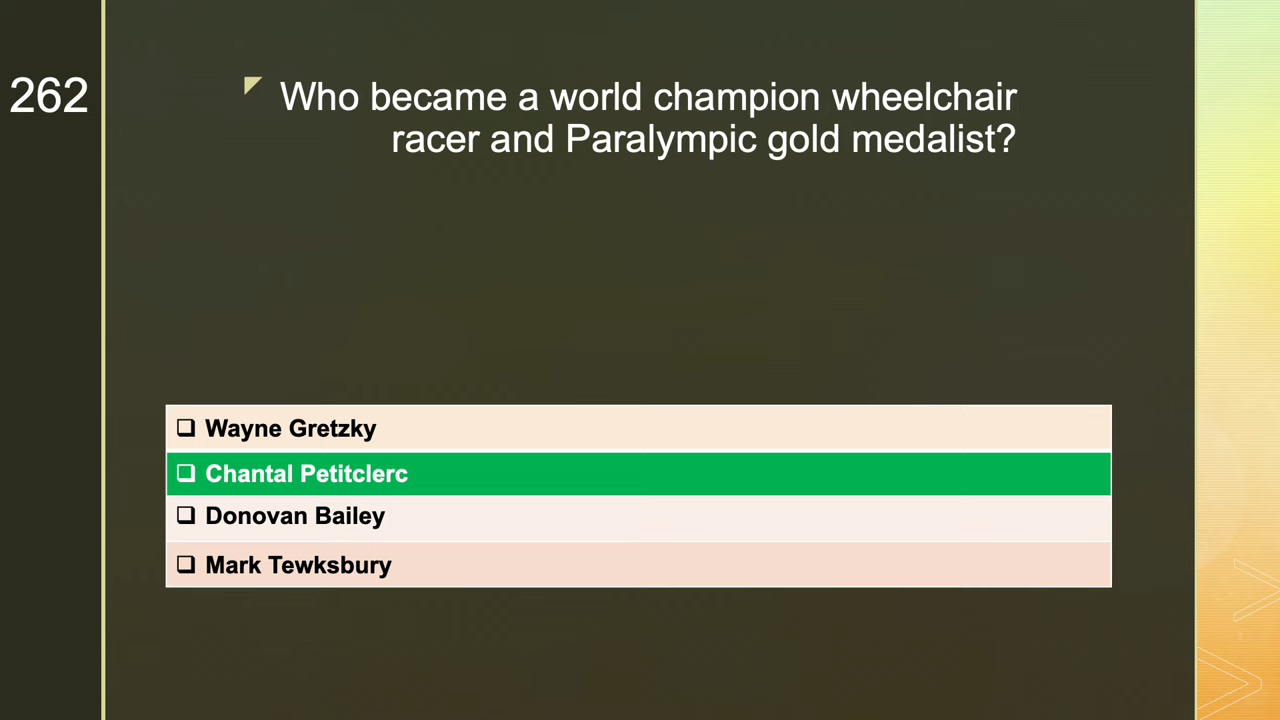 262
Who became a world champion wheelchair
racer and Paralympic gold medalist?
❑ Wayne Gretzky
❑ Chantal Petitclerc
❑ Donovan Bailey
❑ Mark Tewksbury